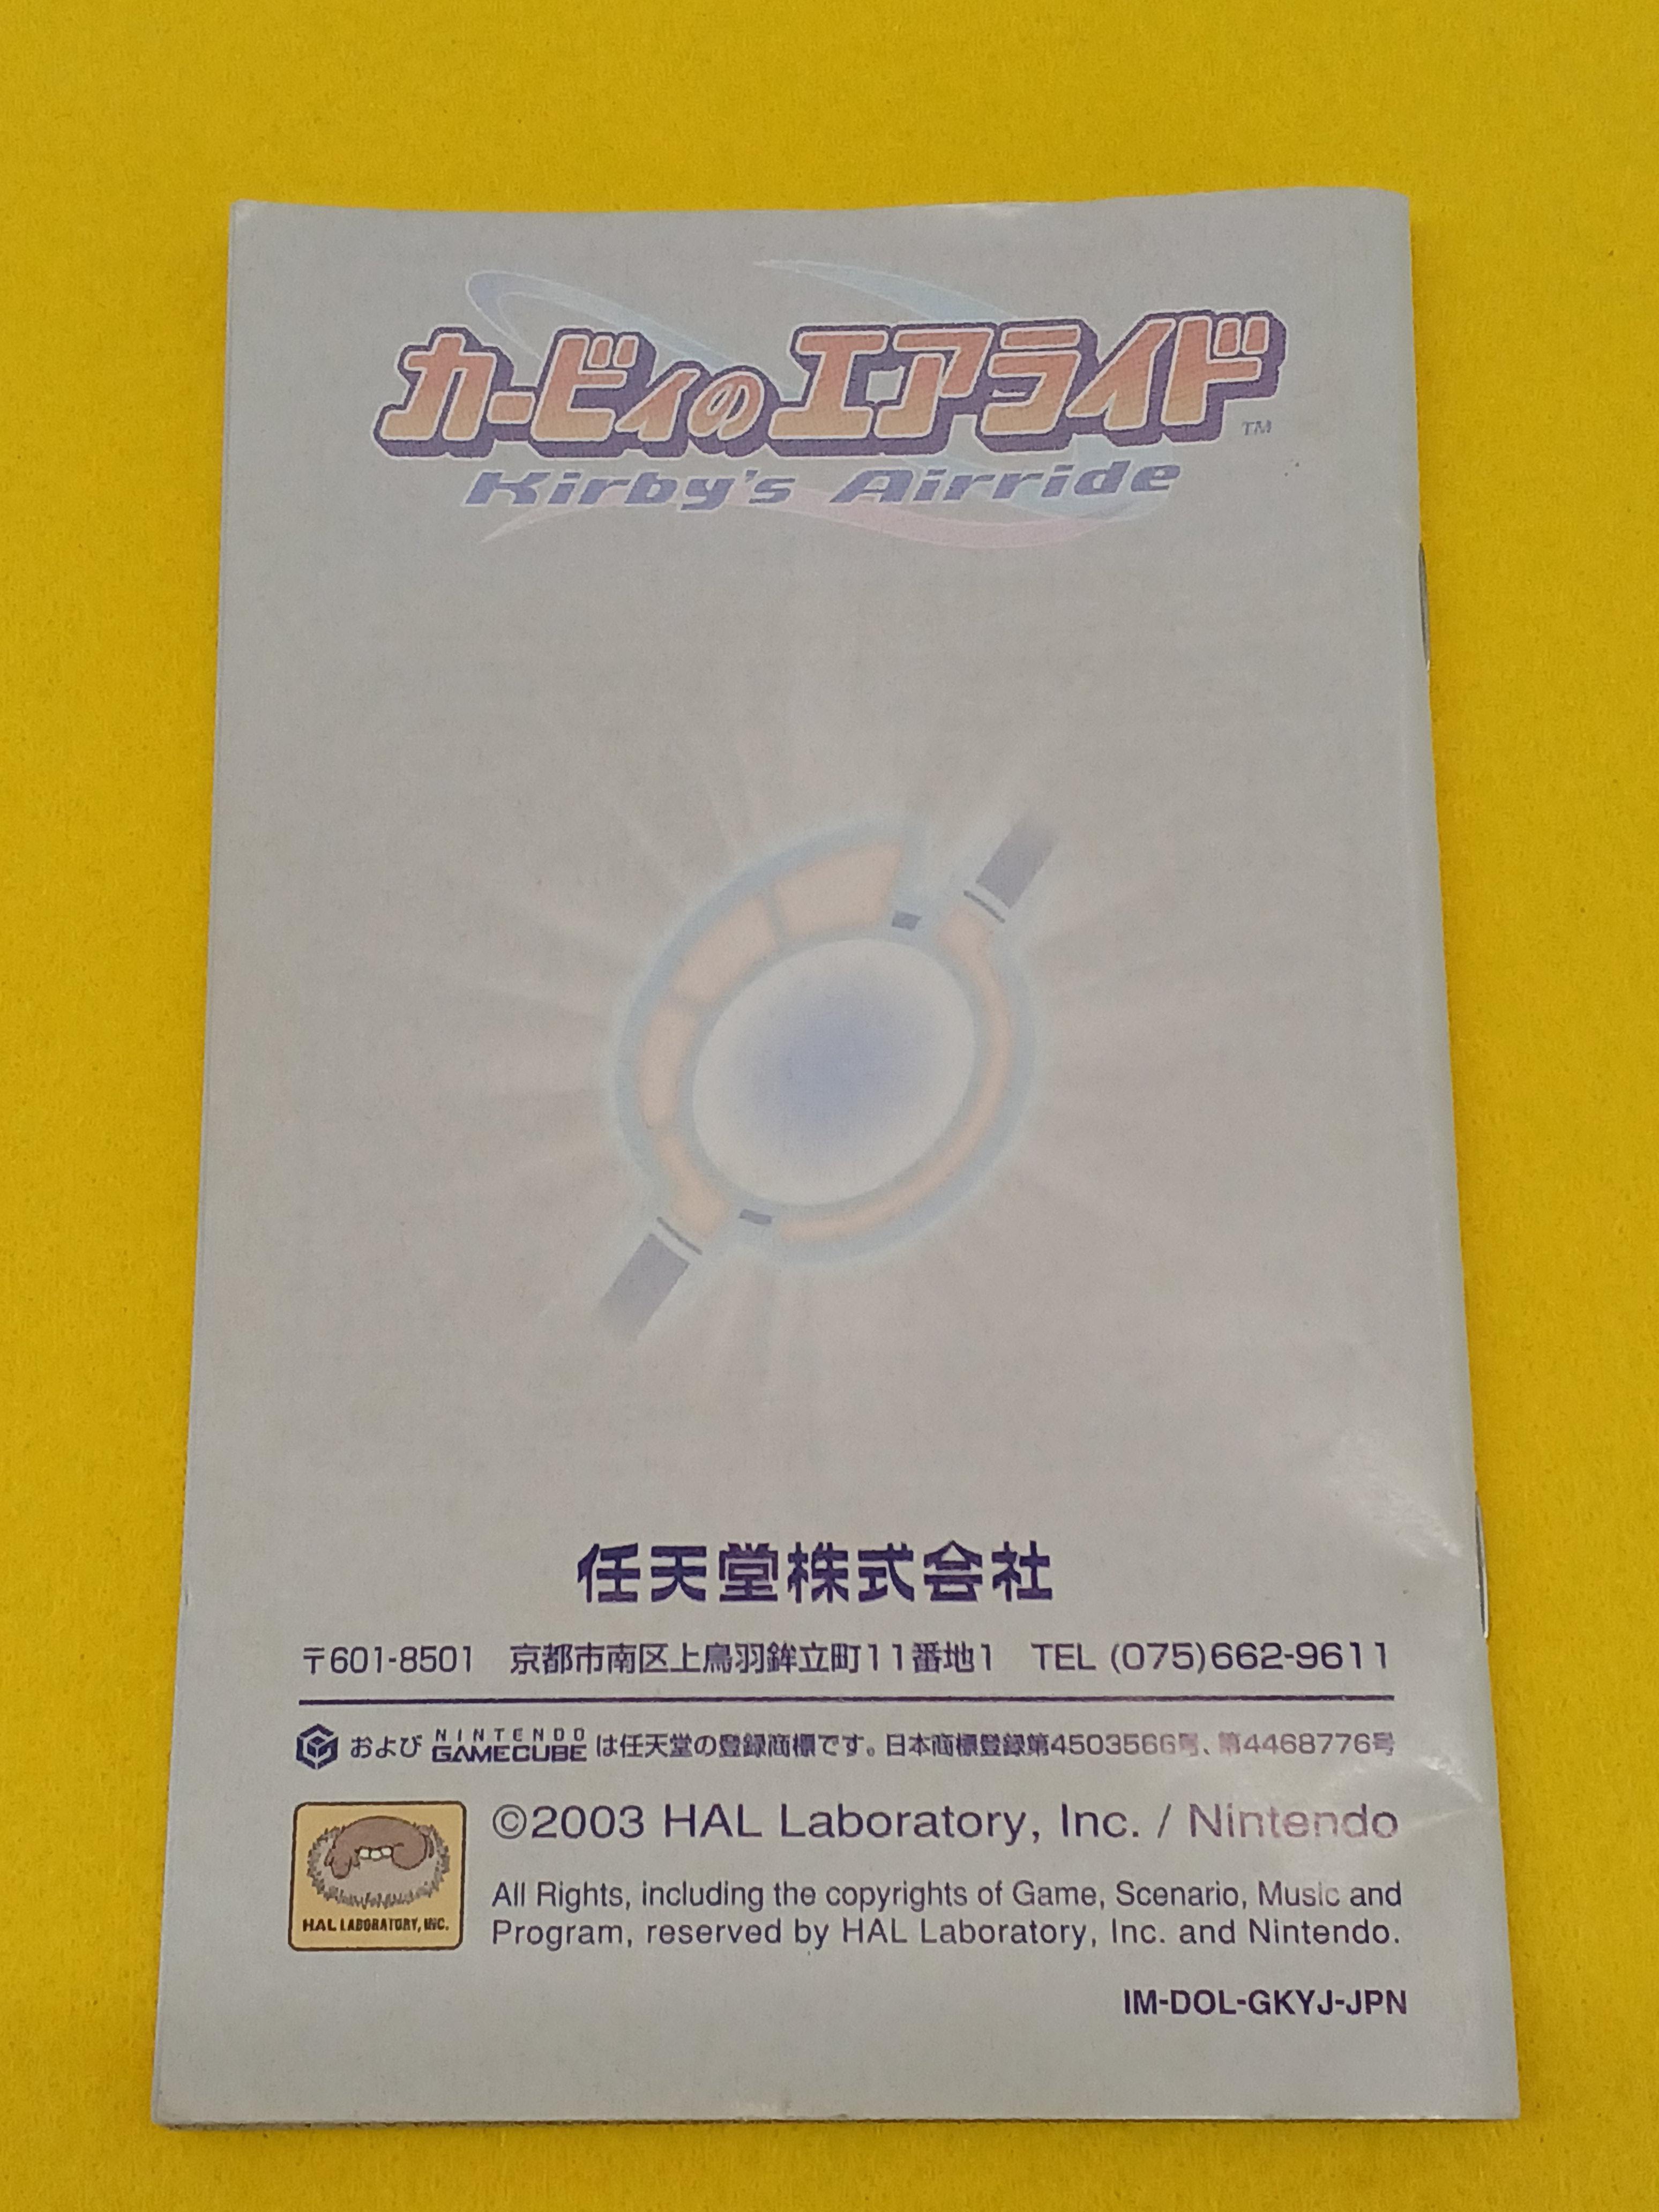 カービィのエアライド™
Kirby's Airride
任天堂株式会社
〒601-8501 京都市南区上鳥羽鉾立町11番地1 TEL (075)662-9611
および NINTENDO GAMECUBE は任天堂の登録商標です。日本商標登録第4503566号、第4468776号
©2003 HAL Laboratory, Inc. / Nintendo
HAL LABORATORY, INC.
All Rights, including the copyrights of Game, Scenario, Music and
Program, reserved by HAL Laboratory, Inc. and Nintendo.
IM-DOL-GKYJ-JPN